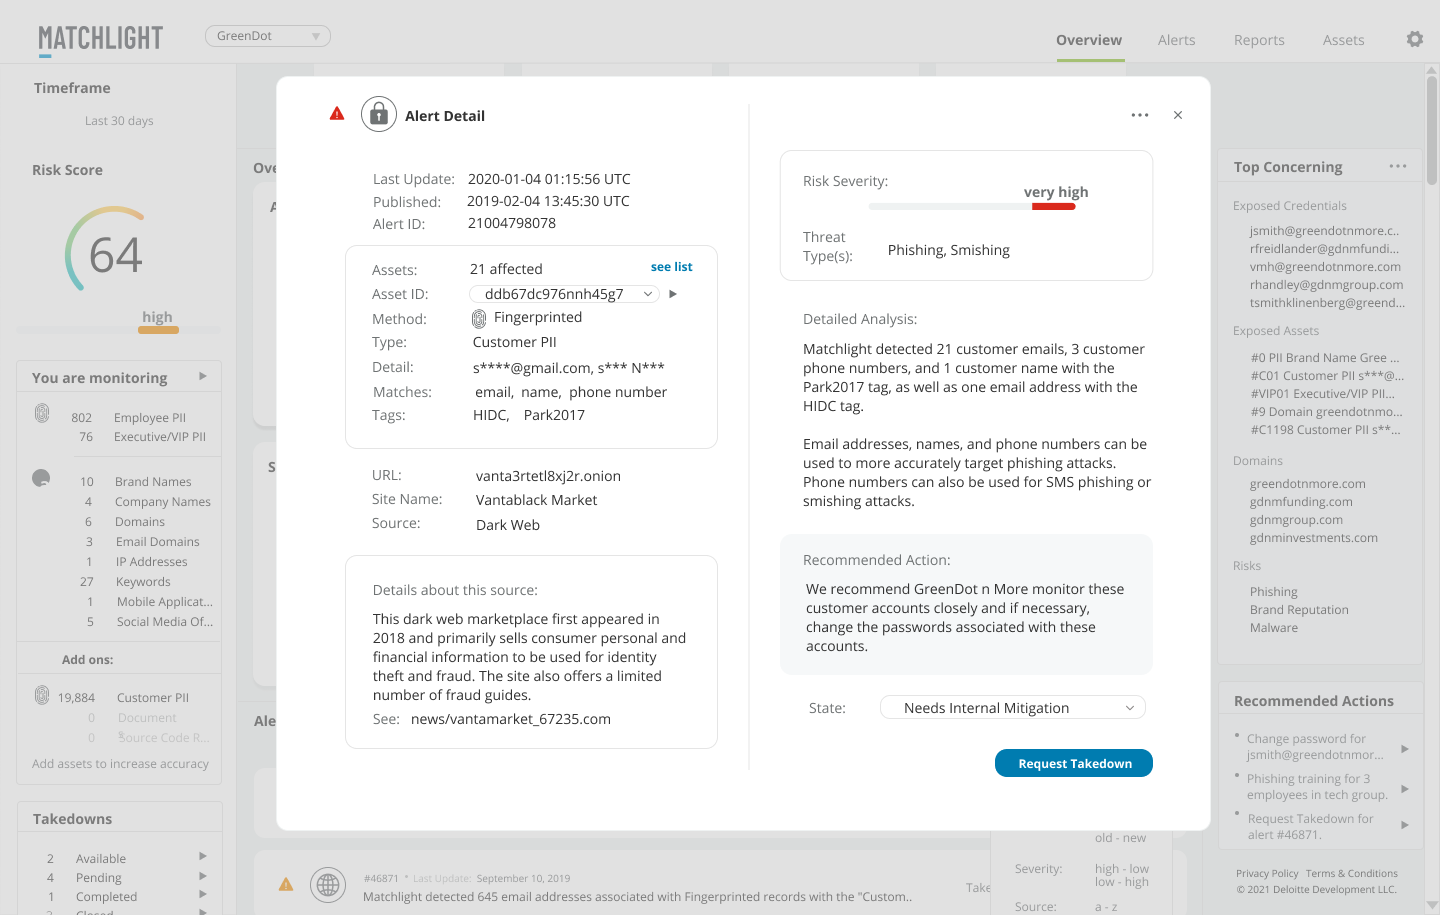 MATCHLIGHT
GreenDot
Overview
Alerts
Reports
Assets
Timeframe
Last 30 days
Risk Score
64
high
You are monitoring
802 Employee PII
76 Executive/VIP PII
10 Brand Names
4 Company Names
6 Domains
3 Email Domains
1 IP Addresses
27 Keywords
1 Mobile Applicat...
5 Social Media Of...
Add ons:
19,884 Customer PII
0 Document
0 Source Code R...
Add assets to increase accuracy
Takedowns
2 Available
4 Pending
1 Completed
Closed
Ove
A
S
Ale
Alert Detail
Last Update: 2020-01-04 01:15:56 UTC
Published: 2019-02-04 13:45:30 UTC
Alert ID: 21004798078
Assets: 21 affected see list
Asset ID: ddb67dc976nnh45g7
Method: Fingerprinted
Type: Customer PII
Detail: s****@gmail.com, s*** N***
Matches: email, name, phone number
Tags: HIDC, Park2017
URL: vanta3rtetl8xj2r.onion
Site Name: Vantablack Market
Source: Dark Web
Details about this source:
This dark web marketplace first appeared in
2018 and primarily sells consumer personal and
financial information to be used for identity
theft and fraud. The site also offers a limited
number of fraud guides.
See: news/vantamarket_67235.com
Risk Severity:
very high
Threat
Type(s): Phishing, Smishing
Detailed Analysis:
Matchlight detected 21 customer emails, 3 customer
phone numbers, and 1 customer name with the
Park2017 tag, as well as one email address with the
HIDC tag.
Email addresses, names, and phone numbers can be
used to more accurately target phishing attacks.
Phone numbers can also be used for SMS phishing or
smishing attacks.
Recommended Action:
We recommend GreenDot n More monitor these
customer accounts closely and if necessary,
change the passwords associated with these
accounts.
State: Needs Internal Mitigation
Request Takedown
#46871 * Last Update: September 10, 2019
Matchlight detected 645 email addresses associated with Fingerprinted records with the "Custom..
Take
old - new
Severity: high - low
low - high
Source: a - z
Top Concerning
Exposed Credentials
jsmith@greendotnmore.c..
rfreidlander@gdnmfundi...
vmh@greendotnmore.com
rhandley@gdnmgroup.com
tsmithklinenberg@greend...
Exposed Assets
#0 PII Brand Name Gree ...
#C01 Customer PII s***@...
#VIP01 Executive/VIP PII...
#9 Domain greendotnmo...
#C1198 Customer PII s**...
Domains
greendotnmore.com
gdnmfunding.com
gdnmgroup.com
gdnminvestments.com
Risks
Phishing
Brand Reputation
Malware
Recommended Actions
* Change password for
jsmith@greendotnmor...
* Phishing training for 3
employees in tech group.
* Request Takedown for
alert #46871.
Privacy Policy Terms & Conditions
© 2021 Deloitte Development LLC.